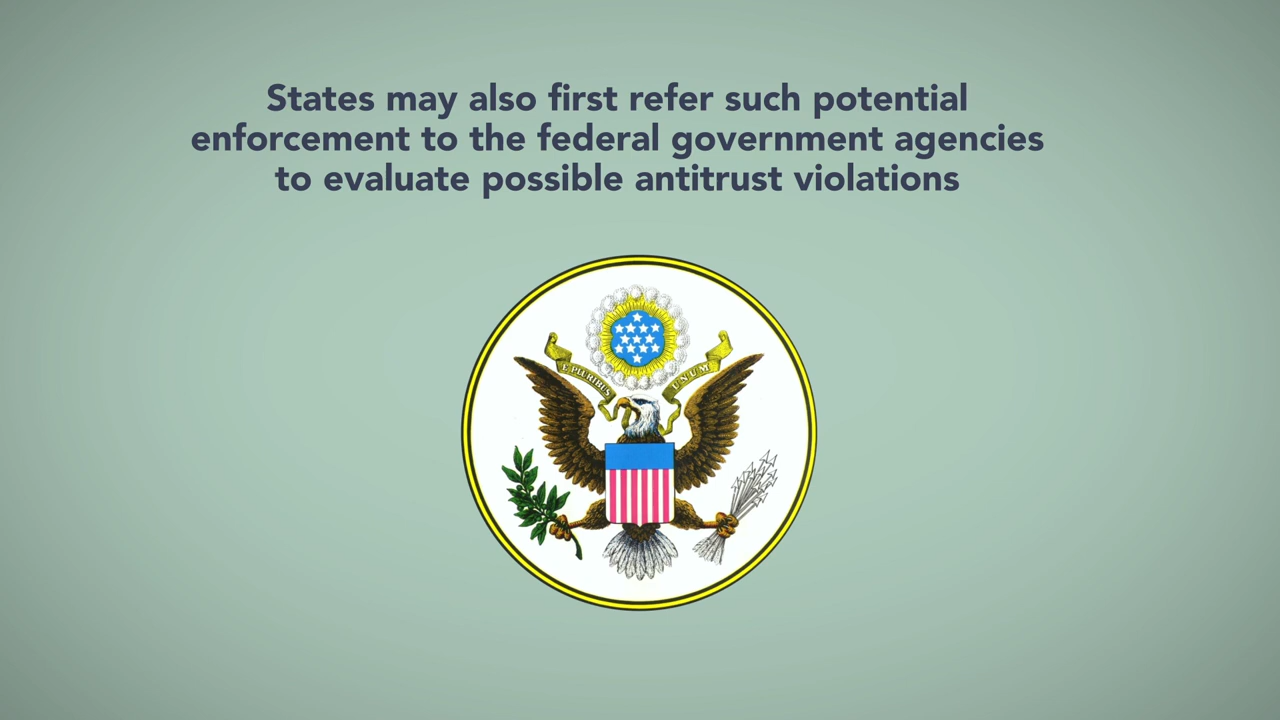 States may also first refer such potential
enforcement to the federal government agencies
to evaluate possible antitrust violations
E PLURIBUS UNUM